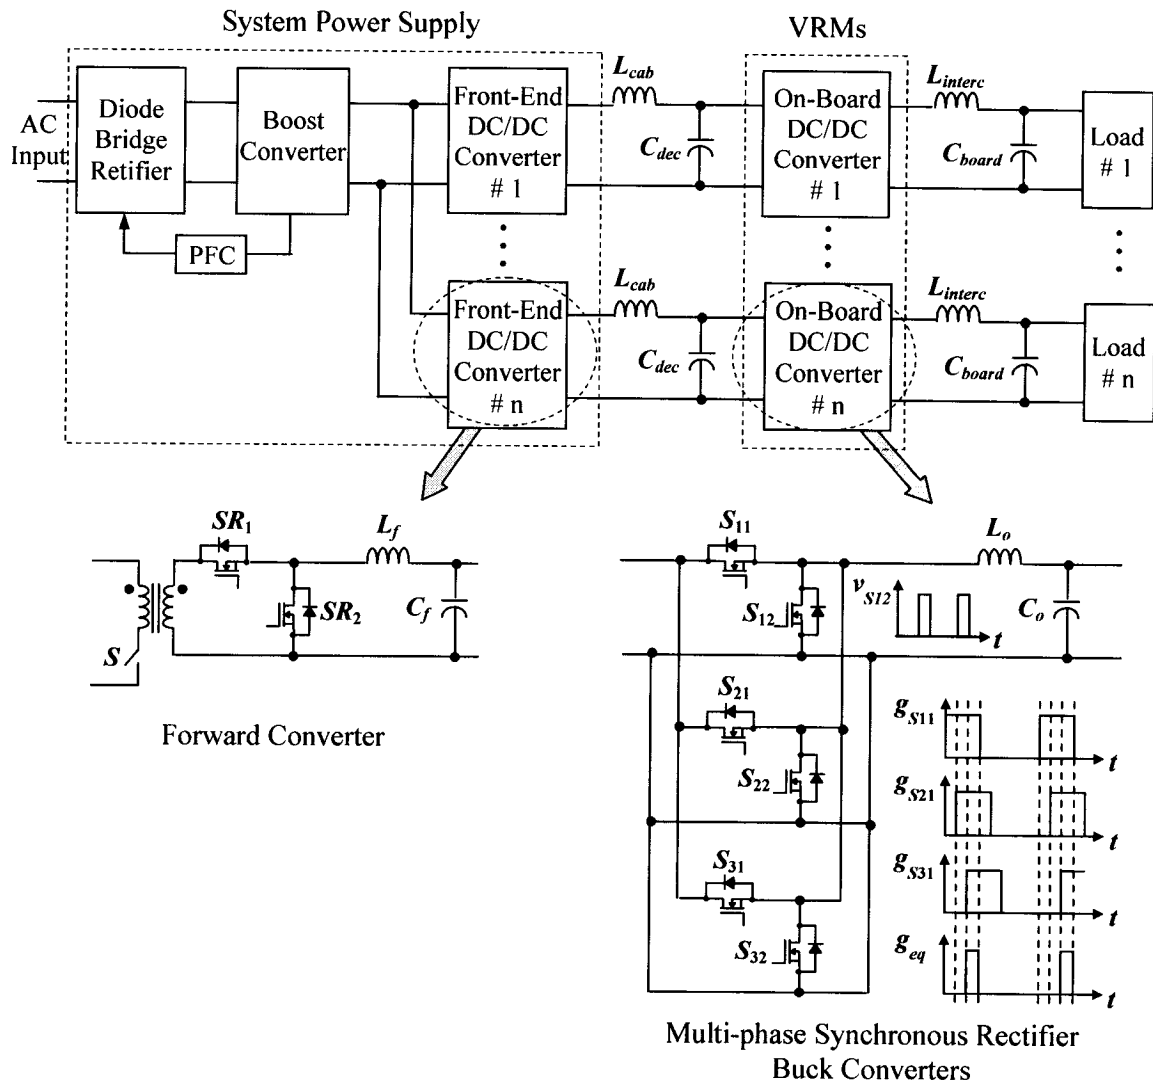 System Power Supply
VRMs
AC
Input
Diode
Bridge
Retifier
Boost
Converter
PFC
Front-End
DC/DC
Converter
# 1
L_cab
C_dec
On-Board
DC/DC
Converter
# 1
L_interc
C_board
Load
# 1
Front-End
DC/DC
Converter
# n
L_cab
C_dec
On-Board
DC/DC
Converter
# n
L_interc
C_board
Load
# n
SR1
L_f
SR2
C_f
S
Forward Converter
S11
L_o
S12
v_S12
t
C_o
S21
S22
S31
S32
g_S11
t
g_S21
t
g_S31
t
g_eq
t
Multi-phase Synchronous Rectifier
Buck Converters